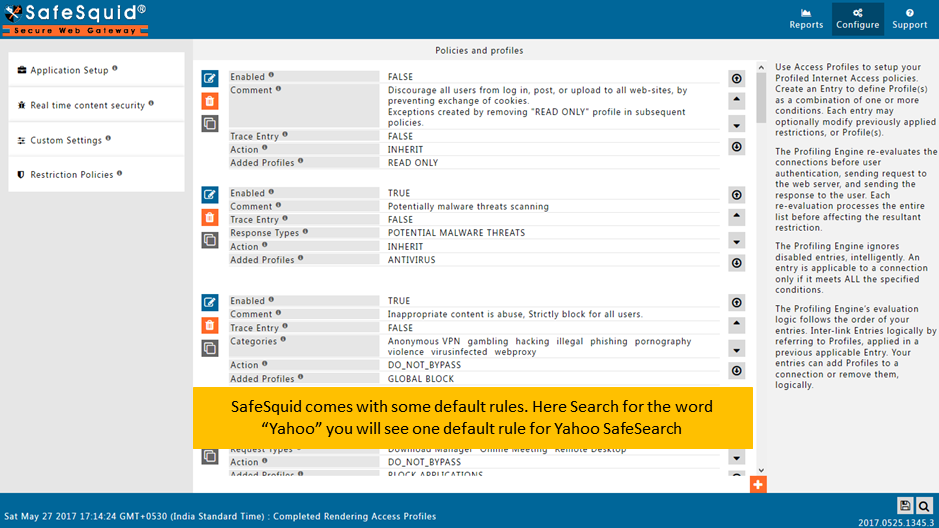 SafeSquid®
Secure Web Gateway
Reports
Configure
Support
Application Setup
Real time content security
Custom Settings
Restriction Policies
Policies and profiles
Enabled FALSE
Comment Discourage all users from log in, post, or upload to all web-sites, by
preventing exchange of cookies.
Exceptions created by removing "READ ONLY" profile in subsequent
policies.
Trace Entry FALSE
Action INHERIT
Added Profiles READ ONLY
Enabled TRUE
Comment Potentially malware threats scanning
Trace Entry FALSE
Response Types POTENTIAL MALWARE THREATS
Action INHERIT
Added Profiles ANTIVIRUS
Enabled TRUE
Comment Inappropriate content is abuse, Strictly block for all users.
Trace Entry FALSE
Categories Anonymous VPN gambling hacking illegal phishing pornography
violence virusinfected webproxy
Action DO_NOT_BYPASS
Added Profiles GLOBAL BLOCK
SafeSquid comes with some default rules. Here Search for the word
“Yahoo” you will see one default rule for Yahoo SafeSearch
Request Types Download Manager Online Meeting Remote Desktop
Action DO_NOT_BYPASS
Added Profiles BLOCK APPLICATIONS
Use Access Profiles to setup your
Profiled Internet Access policies.
Create an Entry to define Profile(s)
as a combination of one or more
conditions. Each entry may
optionally modify previously applied
restrictions, or Profile(s).
The Profiling Engine re-evaluates the
connections before user
authentication, sending request to
the web server, and sending the
response to the user. Each
re-evaluation processes the entire
list before affecting the resultant
restriction.
The Profiling Engine ignores
disabled entries, intelligently. An
entry is applicable to a connection
only if it meets ALL the specified
conditions.
The Profiling Engine's evaluation
logic follows the order of your
entries. Inter-link Entries logically by
referring to Profiles, applied in a
previous applicable Entry. Your
entries can add Profiles to a
connection or remove them,
logically.
Sat May 27 2017 17:14:24 GMT+0530 (India Standard Time) : Completed Rendering Access Profiles
2017.0525.1345.3